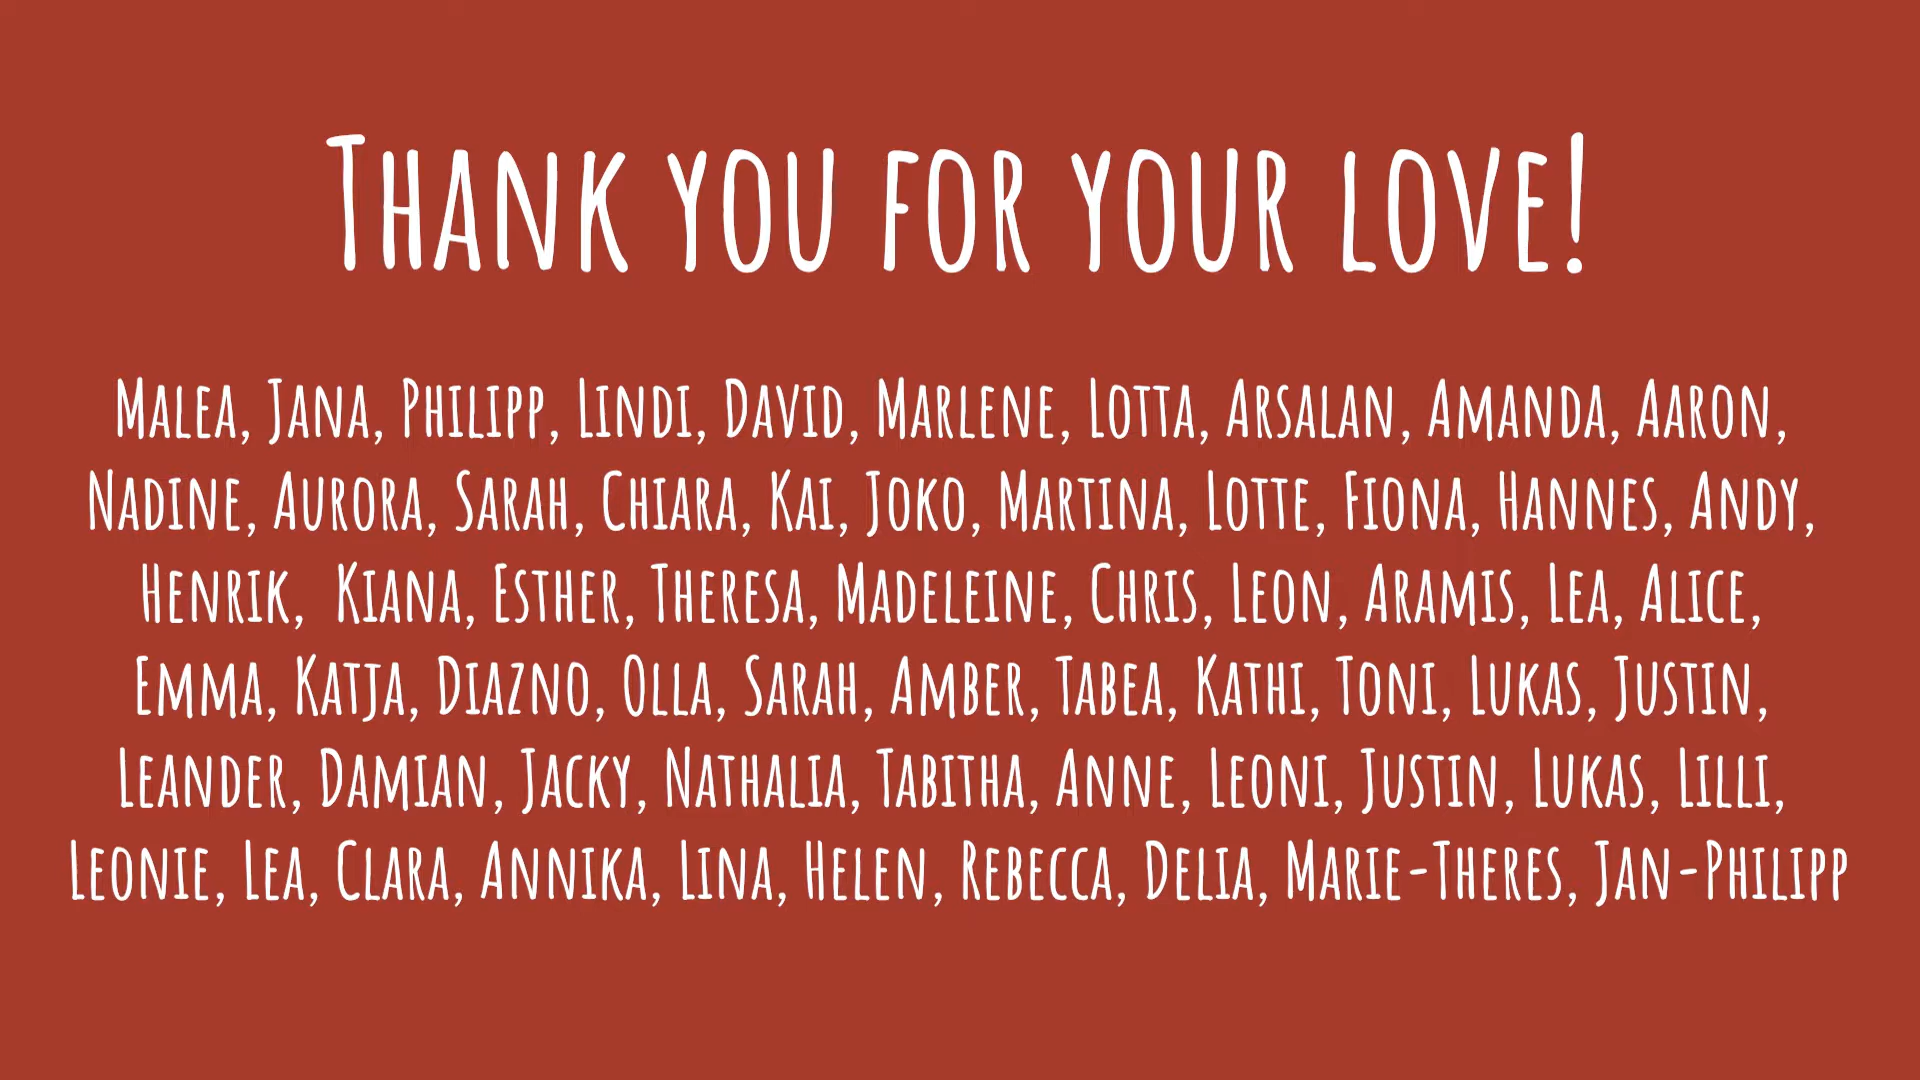 Thank you for your love!
Malea, Jana, Philipp, Lindi, David, Marlene, Lotta, Arsalan, Amanda, Aaron,
Nadine, Aurora, Sarah, Chiara, Kai, Joko, Martina, Lotte, Fiona, Hannes, Andy,
Henrik, Kiana, Esther, Theresa, Madeleine, Chris, Leon, Aramis, Lea, Alice,
Emma, Katja, Diazno, Olla, Sarah, Amber, Tabea, Kathi, Toni, Lukas, Justin,
Leander, Damian, Jacky, Nathalia, Tabitha, Anne, Leoni, Justin, Lukas, Lilli,
Leonie, Lea, Clara, Annika, Lina, Helen, Rebecca, Delia, Marie-Theres, Jan-Philipp